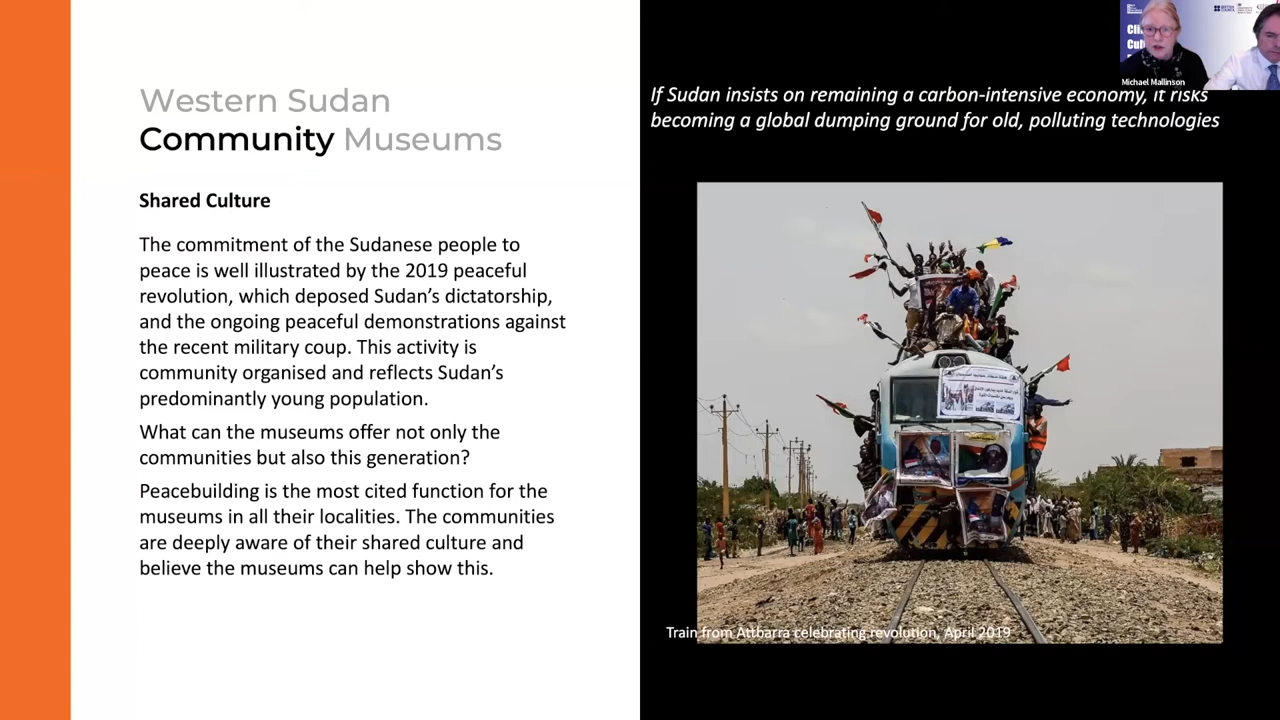 Western Sudan
Community Museums
Shared Culture
The commitment of the Sudanese people to
peace is well illustrated by the 2019 peaceful
revolution, which deposed Sudan’s dictatorship,
and the ongoing peaceful demonstrations against
the recent military coup. This activity is
community organised and reflects Sudan’s
predominantly young population.
What can the museums offer not only the
communities but also this generation?
Peacebuilding is the most cited function for the
museums in all their localities. The communities
are deeply aware of their shared culture and
believe the museums can help show this.
If Sudan insists on remaining a carbon-intensive economy, it risks
becoming a global dumping ground for old, polluting technologies
Train from Attbarra celebrating revolution, April 2019
Michael Mallinson